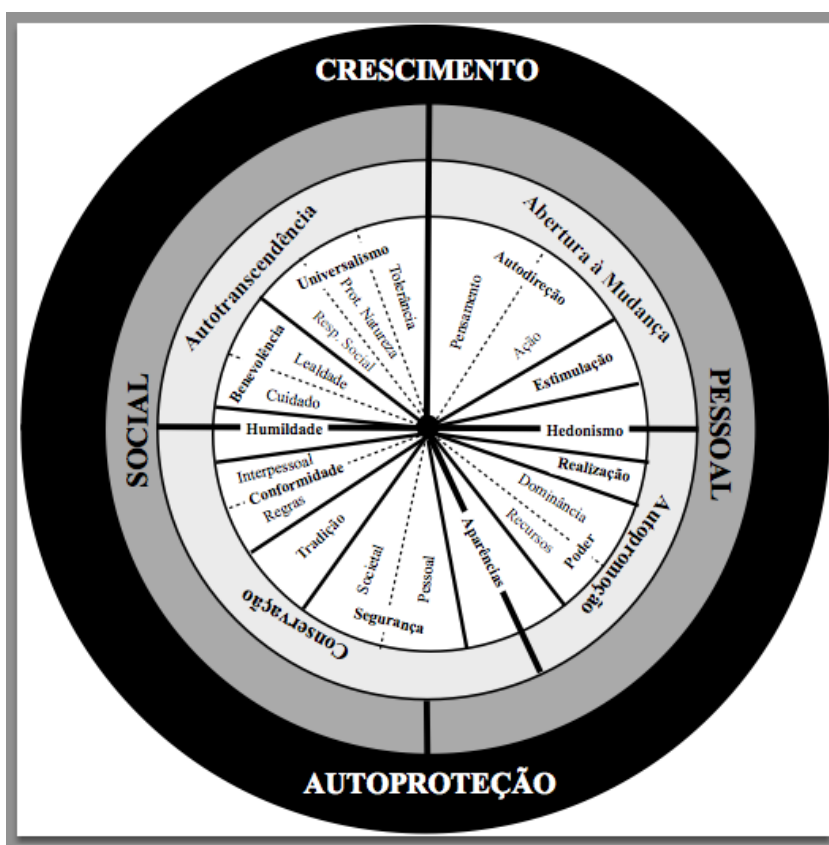 CRESCIMENTO
Autotranscendência
Abertura à Mudança
Universalismo
Tolerância
Prot. Natureza
Resp. Social
Pensamento
Autodireção
Ação
Benevolência
Lealdade
Cuidado
Estimulação
SOCIAL
Humildade
Hedonismo
PESSOAL
Interpessoal
Conformidade
Regras
Realização
Dominância
Recursos
Poder
Autopromoção
Tradição
Aparências
Societal
Pessoal
Segurança
Conservação
AUTOPROTEÇÃO